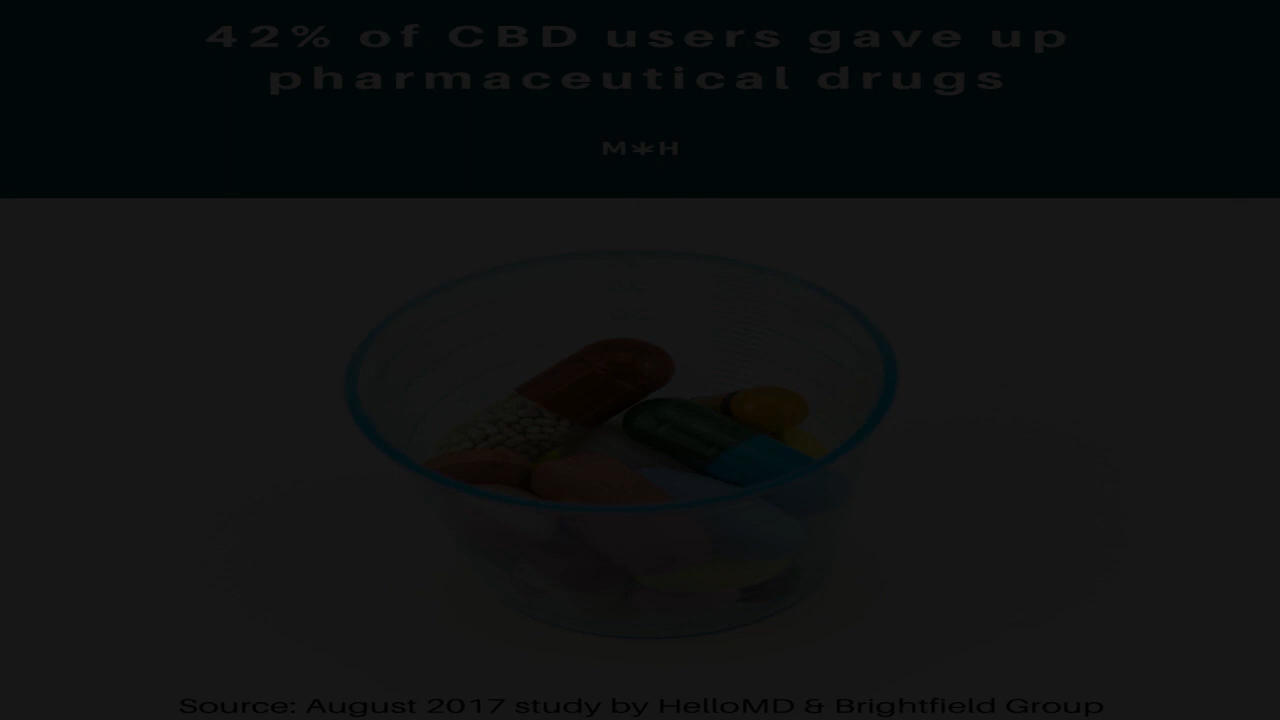 42% of CBD users gave up
pharmaceutical drugs
M*H
Source: August 2017 study by HelloMD & Brightfield Group